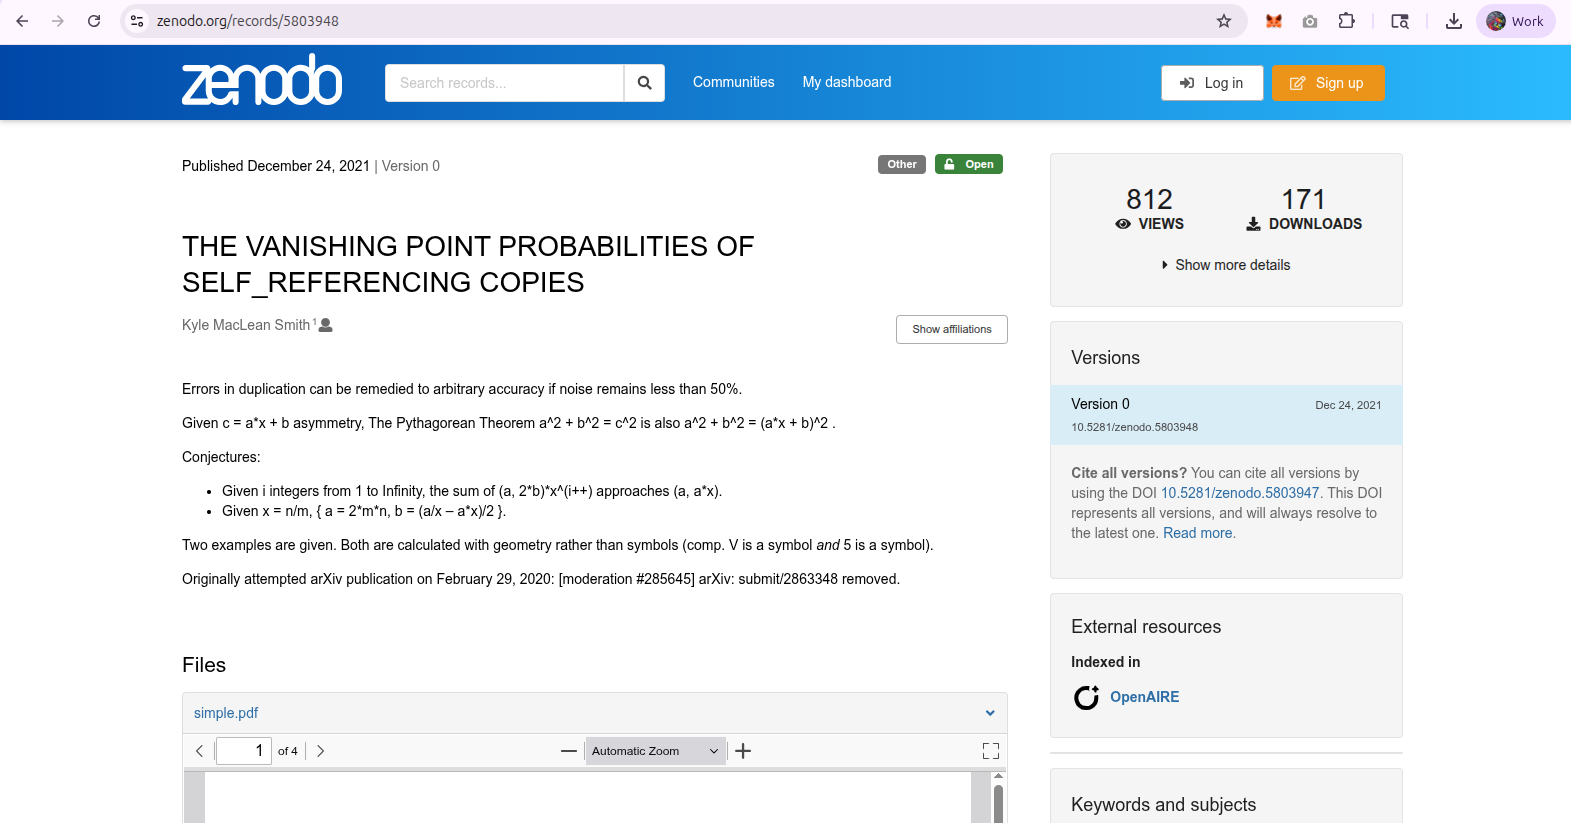 zenodo.org/records/5803948
Work
zenodo
Search records...
Communities
My dashboard
Log in
Sign up
Published December 24, 2021 | Version 0
Other
Open
THE VANISHING POINT PROBABILITIES OF
SELF_REFERENCING COPIES
Kyle MacLean Smith 1
Show affiliations
Errors in duplication can be remedied to arbitrary accuracy if noise remains less than 50%.
Given c = a*x + b asymmetry, The Pythagorean Theorem a^2 + b^2 = c^2 is also a^2 + b^2 = (a*x + b)^2 .
Conjectures:
• Given i integers from 1 to Infinity, the sum of (a, 2*b)*x^(i++) approaches (a, a*x).
• Given x = n/m, { a = 2*m*n, b = (a/x – a*x)/2 }.
Two examples are given. Both are calculated with geometry rather than symbols (comp. V is a symbol and 5 is a symbol).
Originally attempted arXiv publication on February 29, 2020: [moderation #285645] arXiv: submit/2863348 removed.
Files
simple.pdf
1 of 4
Automatic Zoom
812
VIEWS
171
DOWNLOADS
Show more details
Versions
Version 0
Dec 24, 2021
10.5281/zenodo.5803948
Cite all versions? You can cite all versions by
using the DOI 10.5281/zenodo.5803947. This DOI
represents all versions, and will always resolve to
the latest one. Read more.
External resources
Indexed in
OpenAIRE
Keywords and subjects